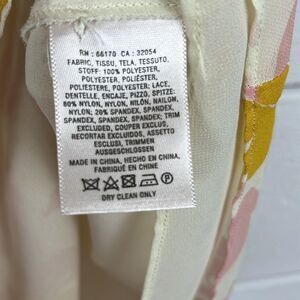 RN : 66170 CA : 32054
FABRIC, TISSU, TELA, TESSUTO,
STOFF: 100% POLYESTER,
POLYESTER, POLIÉSTER,
POLIESTERE, POLYESTER; LACE,
DENTELLE, ENCAJE, PIZZO, SPITZE:
80% NYLON, NYLON, NILÓN, NAILOM,
NYLON; 20% SPANDEX, SPANDEX,
SPANDEX, SPANDEX, SPANDEX; TRIM
EXCLUDED, COUPER EXCLUS,
RECORTAR EXCLUIDOS, ASSETTO
ESCLUSI, TRIMMEN
AUSGESCHLOSSEN
MADE IN CHINA, HECHO EN CHINA,
FABRIQUÉ EN CHINE
DRY CLEAN ONLY